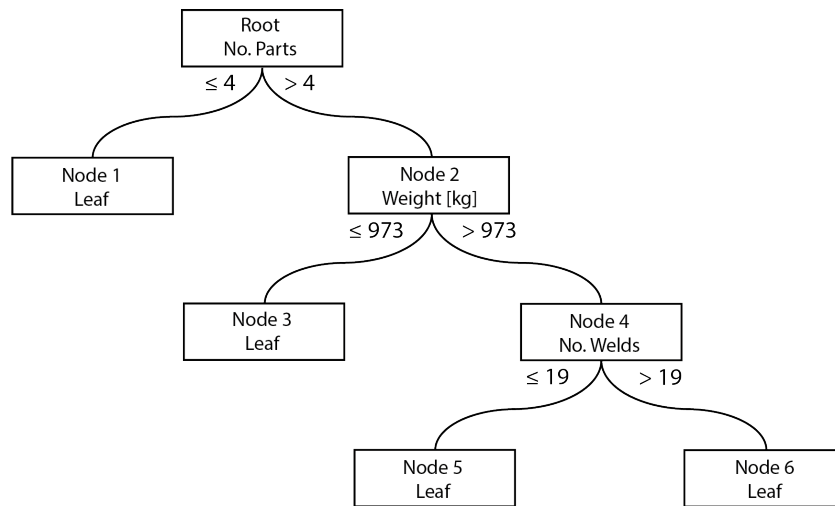 Root
No. Parts
≤ 4
> 4
Node 1
Leaf
Node 2
Weight [kg]
≤ 973
> 973
Node 3
Leaf
Node 4
No. Welds
≤ 19
> 19
Node 5
Leaf
Node 6
Leaf